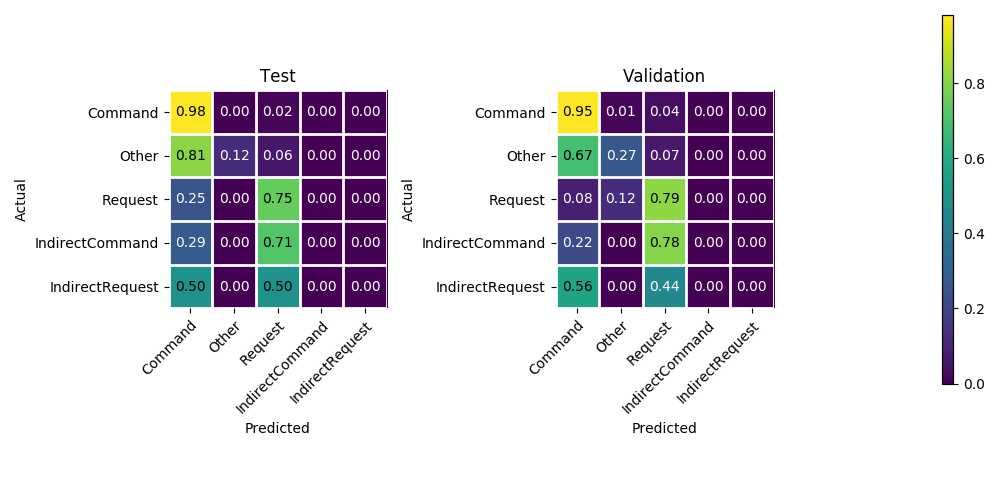 Test
Validation
Actual
Command 0.98 0.00 0.02 0.00 0.00
Other 0.81 0.12 0.06 0.00 0.00
Request 0.25 0.00 0.75 0.00 0.00
IndirectCommand 0.29 0.00 0.71 0.00 0.00
IndirectRequest 0.50 0.00 0.50 0.00 0.00
Command Other Request IndirectCommand IndirectRequest
Predicted
Actual
Command 0.95 0.01 0.04 0.00 0.00
Other 0.67 0.27 0.07 0.00 0.00
Request 0.08 0.12 0.79 0.00 0.00
IndirectCommand 0.22 0.00 0.78 0.00 0.00
IndirectRequest 0.56 0.00 0.44 0.00 0.00
Command Other Request IndirectCommand IndirectRequest
Predicted
0.8
0.6
0.4
0.2
0.0